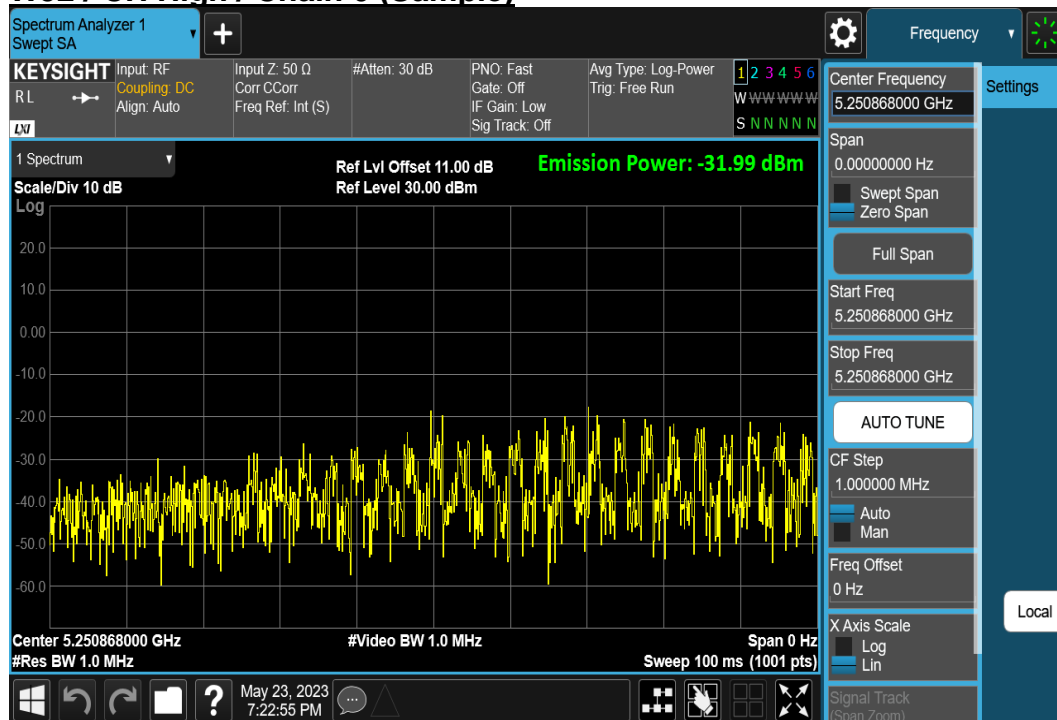 Spectrum Analyzer 1
Swept SA
+
Frequency
KEYSIGHT
RL
LXI
Input: RF
Coupling: DC
Align: Auto
Input Z: 50 Ω
Corr CCorr
Freq Ref: Int (S)
#Atten: 30 dB
PNO: Fast
Gate: Off
IF Gain: Low
Sig Track: Off
Avg Type: Log-Power
Trig: Free Run
1 2 3 4 5 6
W W W W W W
S N N N N N
1 Spectrum
Scale/Div 10 dB
Log
Ref Lvl Offset 11.00 dB
Ref Level 30.00 dBm
Emission Power: -31.99 dBm
20.0
10.0
0.00
-10.0
-20.0
-30.0
-40.0
-50.0
-60.0
Center 5.250868000 GHz
#Res BW 1.0 MHz
#Video BW 1.0 MHz
Span 0 Hz
Sweep 100 ms (1001 pts)
?
May 23, 2023
7:22:55 PM
Center Frequency
5.250868000 GHz
Span
0.00000000 Hz
Swept Span
Zero Span
Full Span
Start Freq
5.250868000 GHz
Stop Freq
5.250868000 GHz
AUTO TUNE
CF Step
1.000000 MHz
Auto
Man
Freq Offset
0 Hz
X Axis Scale
Log
Lin
Signal Track
(Span Zoom)
Settings
Local